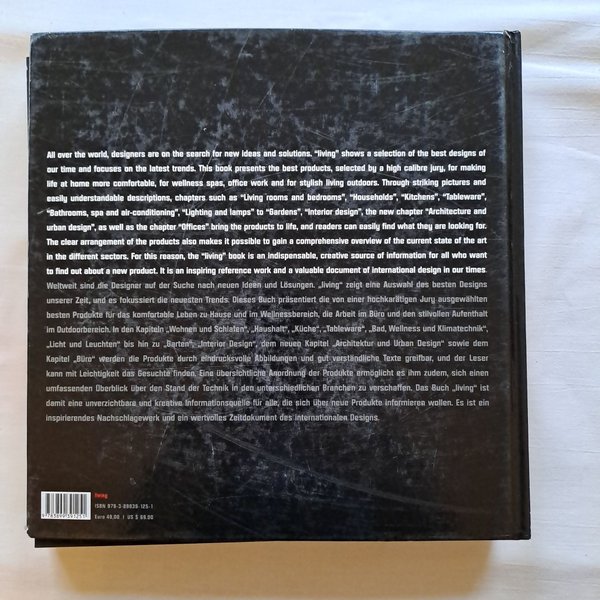 All over the world, designers are on the search for new ideas and solutions. "living" shows a selection of the best designs of
our time and focuses on the latest trends. This book presents the best products, selected by a high calibre jury, for making
life at home more comfortable, for wellness spas, office work and for stylish living outdoors. Through striking pictures and
easily understandable descriptions, chapters such as "Living rooms and bedrooms", "Households", "Kitchens", "Tableware",
"Bathrooms, spa and air-conditioning", "Lighting and lamps" to "Gardens", "Interior design", the new chapter "Architecture and
urban design", as well as the chapter "Offices" bring the products to life, and readers can easily find what they are looking for.
The clear arrangement of the products also makes it possible to gain a comprehensive overview of the current state of the art
in the different sectors. For this reason, the "living" book is an indispensable, creative source of information for all who want
to find out about a new product. It is an inspiring reference work and a valuable document of international design in our times.
Weltweit sind die Designer auf der Suche nach neuen Ideen und Lösungen. „living" zeigt eine Auswahl des besten Designs
unserer Zeit, und es fokussiert die neuesten Trends. Dieses Buch präsentiert die von einer hochkarätigen Jury ausgewählten
besten Produkte für das komfortable Leben zu Hause und im Wellnessbereich, die Arbeit im Büro und den stilvollen Aufenthalt
im Outdoorbereich. In den Kapiteln „Wohnen und Schlafen", „Haushalt", „Küche", „Tableware", „Bad, Wellness und Klimatechnik",
„Licht und Leuchten" bis zu „Garten", „Interior Design", dem neuen Kapitel „Architektur und Urban Design" sowie dem
Kapitel „Büro" werden die Produkte durch eindrucksvolle Abbildungen und gut verständliche Texte greifbar, und der Leser
kann mit Leichtigkeit das Gesuchte finden. Eine übersichtliche Anordnung der Produkte ermöglicht es ihm zudem, sich einen
umfassenden Überblick über den Stand der Technik in den unterschiedlichen Branchen zu verschaffen. Das Buch „living" ist
damit eine unverzichtbare und kreative Informationsquelle für alle, die sich über neue Produkte informieren wollen. Es ist ein
inspirierendes Nachschlagewerk und ein wertvolles Zeitdokument des internationalen Designs.
living
ISBN 978-3-89939-125-1
Euro 49,00 | US $ 69.00
9 783899 391251